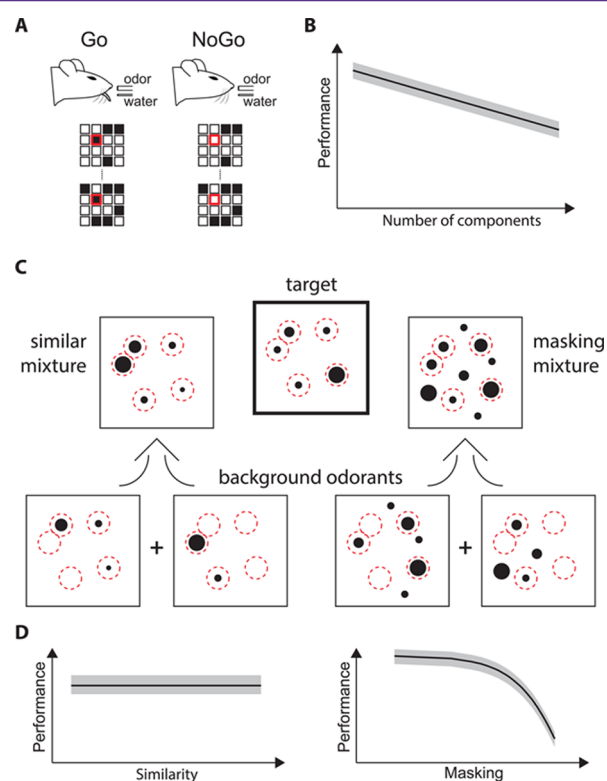 A
Go
NoGo
odor
water
odor
water
B
Performance
Number of components
C
target
similar
mixture
masking
mixture
background odorants
+
+
D
Performance
Similarity
Performance
Masking